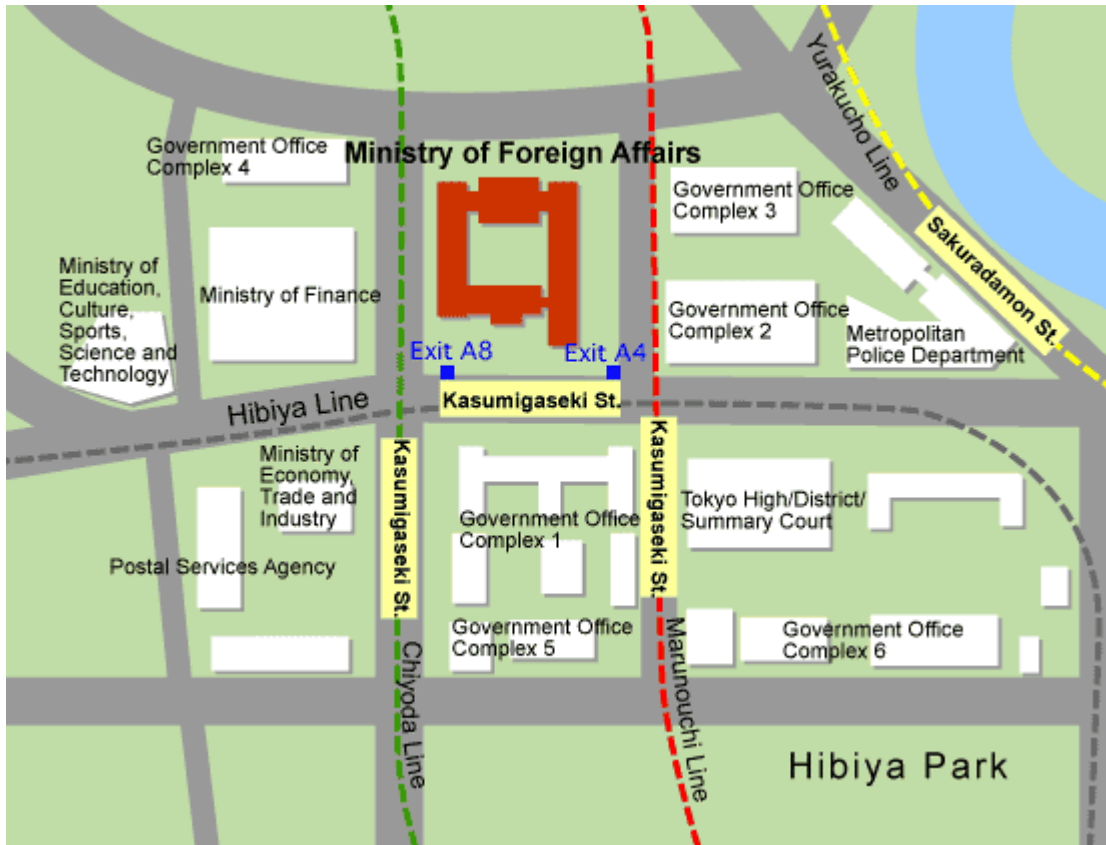 Yurakucho Line
Government Office
Complex 4
Ministry of Foreign Affairs
Government Office
Complex 3
Sakuradamon St.
Ministry of
Education,
Culture,
Sports,
Science and
Technology
Ministry of Finance
Government Office
Complex 2
Metropolitan
Police Department
Exit A8
Exit A4
Hibiya Line
Kasumigaseki St.
Kasumigaseki St.
Kasumigaseki St.
Ministry of
Economy,
Trade and
Industry
Government Office
Complex 1
Tokyo High/District/
Summary Court
Postal Services Agency
Government Office
Complex 5
Government Office
Complex 6
Chiyoda Line
Marunouchi Line
Hibiya Park